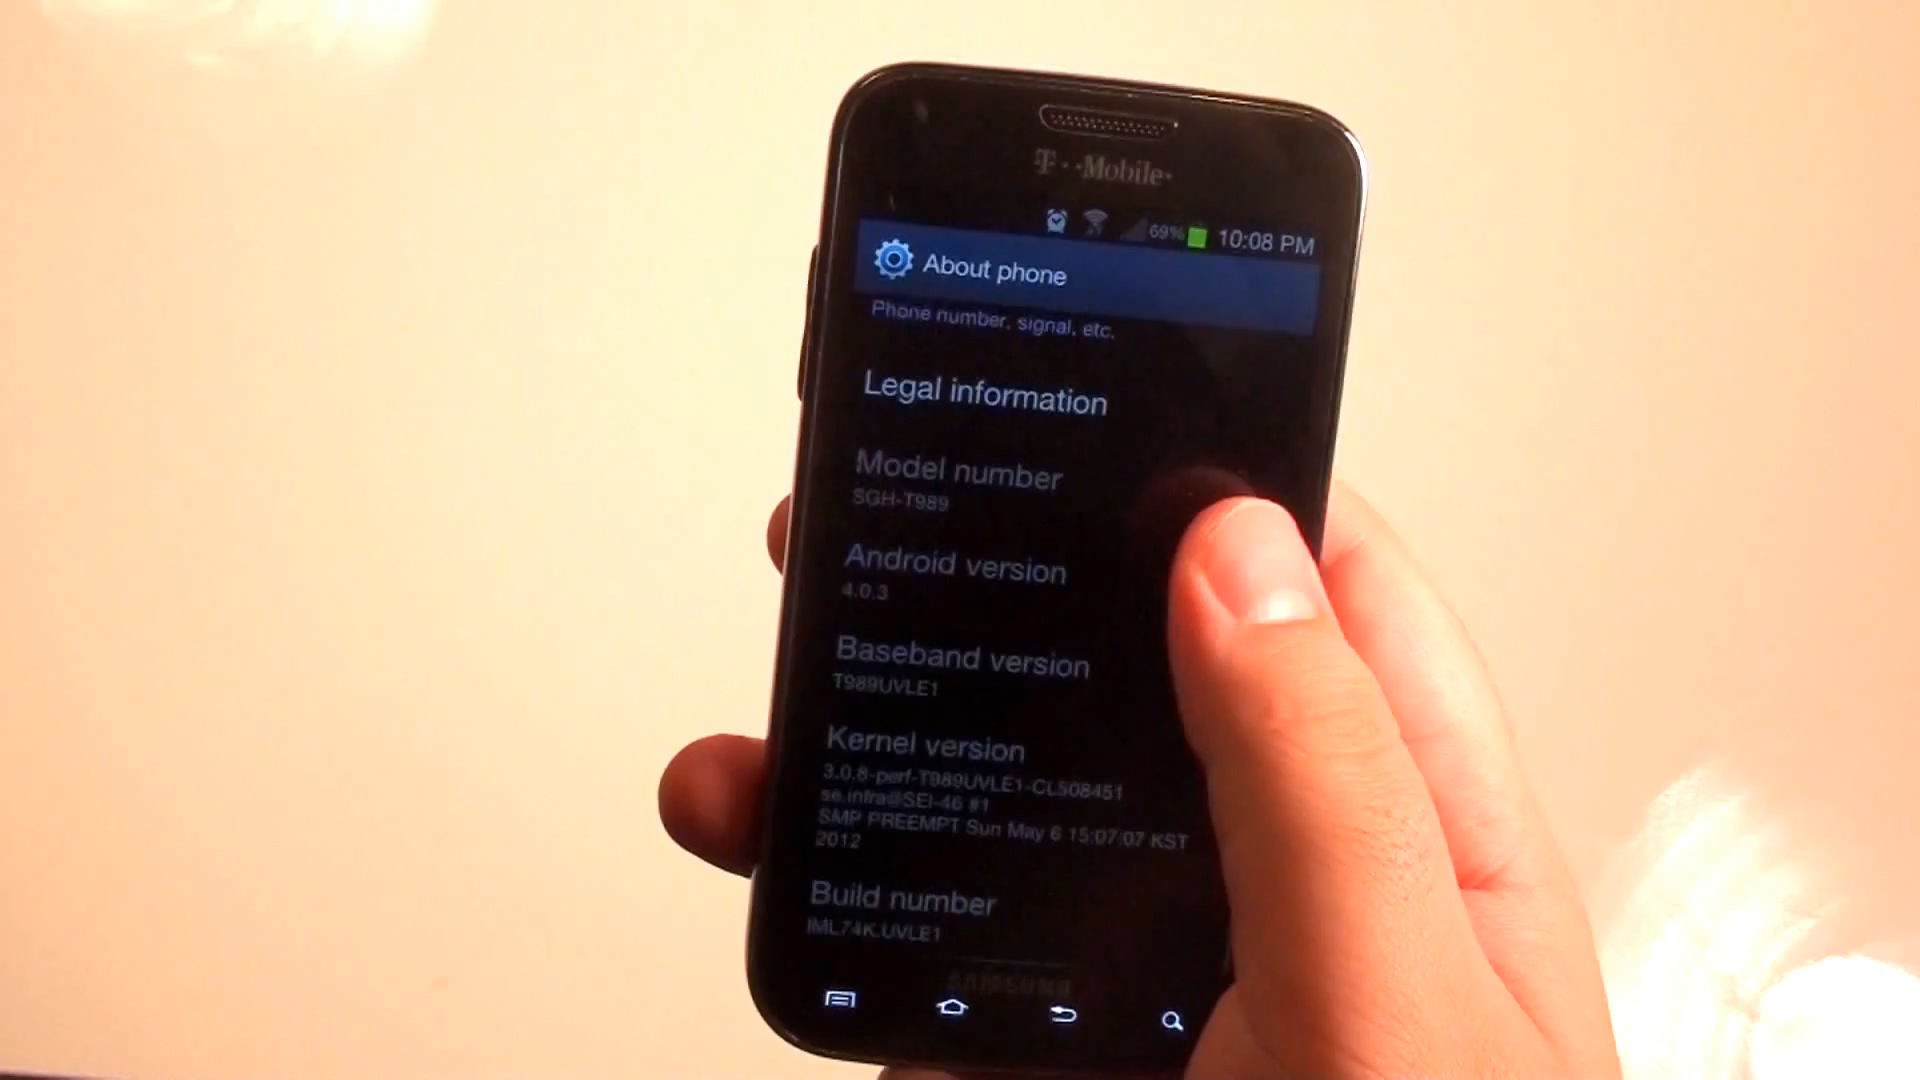 T··Mobile·
69% 10:08 PM
About phone
Phone number, signal, etc.
Legal information
Model number
SGH-T989
Android version
4.0.3
Baseband version
T989UVLE1
Kernel version
3.0.8-perf-T989UVLE1-CL508451
se.infra@SEI-46 #1
SMP PREEMPT Sun May 6 15:07:07 KST
2012
Build number
IML74K.UVLE1
SAMSUNG